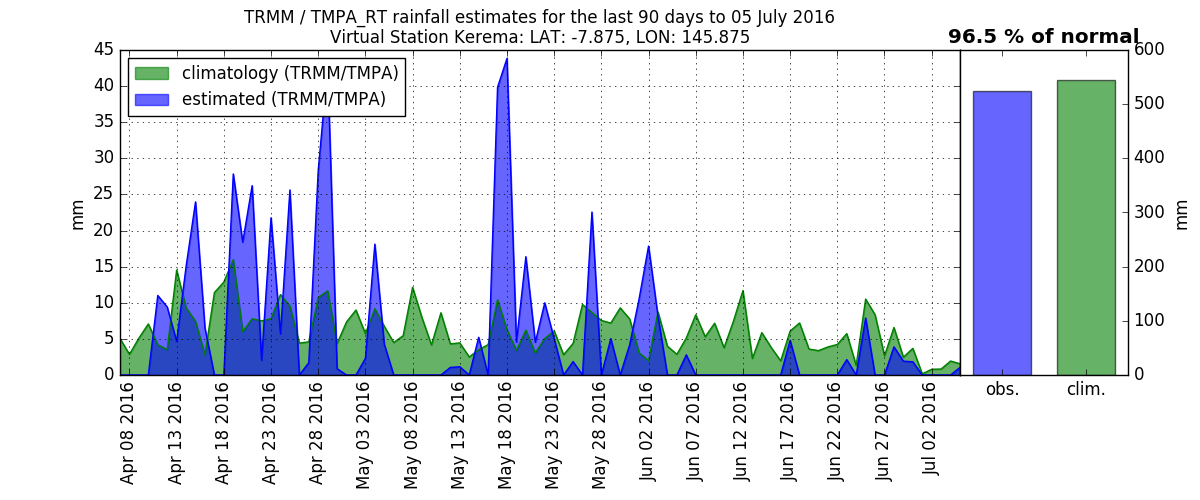 TRMM / TMPA_RT rainfall estimates for the last 90 days to 05 July 2016
Virtual Station Kerema: LAT: -7.875, LON: 145.875
96.5 % of normal
climatology (TRMM/TMPA)
estimated (TRMM/TMPA)
mm
45
40
35
30
25
20
15
10
5
0
Apr 08 2016
Apr 13 2016
Apr 18 2016
Apr 23 2016
Apr 28 2016
May 03 2016
May 08 2016
May 13 2016
May 18 2016
May 23 2016
May 28 2016
Jun 02 2016
Jun 07 2016
Jun 12 2016
Jun 17 2016
Jun 22 2016
Jun 27 2016
Jul 02 2016
obs.
clim.
600
500
400
300
200
100
0
mm